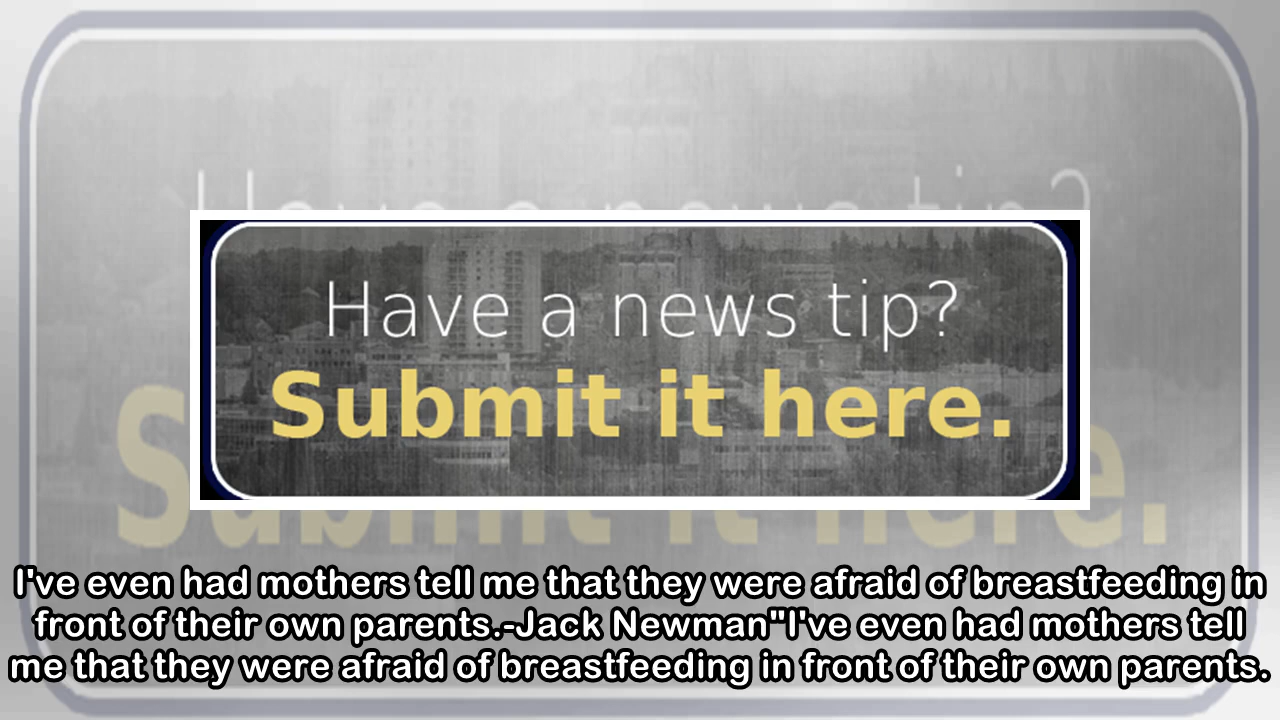 Have a news tip?
Submit it here.
I've even had mothers tell me that they were afraid of breastfeeding in
front of their own parents.-Jack Newman"I've even had mothers tell
me that they were afraid of breastfeeding in front of their own parents.